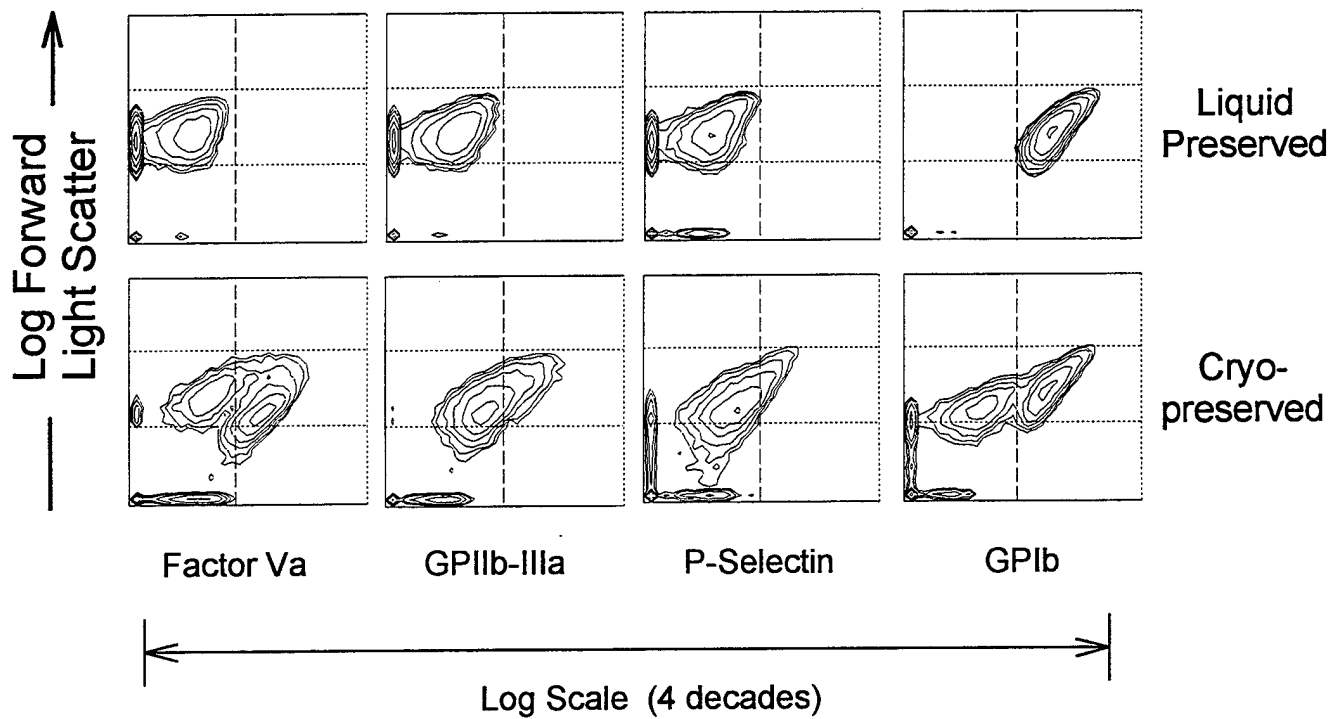 Log Forward
Light Scatter
Liquid
Preserved
Cryo-
preserved
Factor Va
GPIIb-IIIa
P-Selectin
GPIb
Log Scale (4 decades)